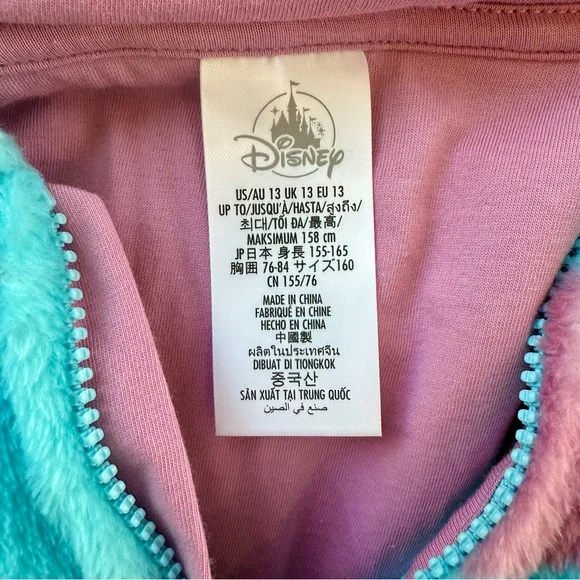 Disney
US/AU 13 UK 13 EU 13
UP TO/JUSQU'À/HASTA/สูงถึง/
최대/TỐI ĐA/最高/
MAKSIMUM 158 cm
JP日本 身長 155-165
胸囲 76-84 サイズ160
CN 155/76
MADE IN CHINA
FABRIQUÉ EN CHINE
HECHO EN CHINA
中國製
ผลิตในประเทศจีน
DIBUAT DI TIONGKOK
중국산
SẢN XUẤT TẠI TRUNG QUỐC
صنع في الصين